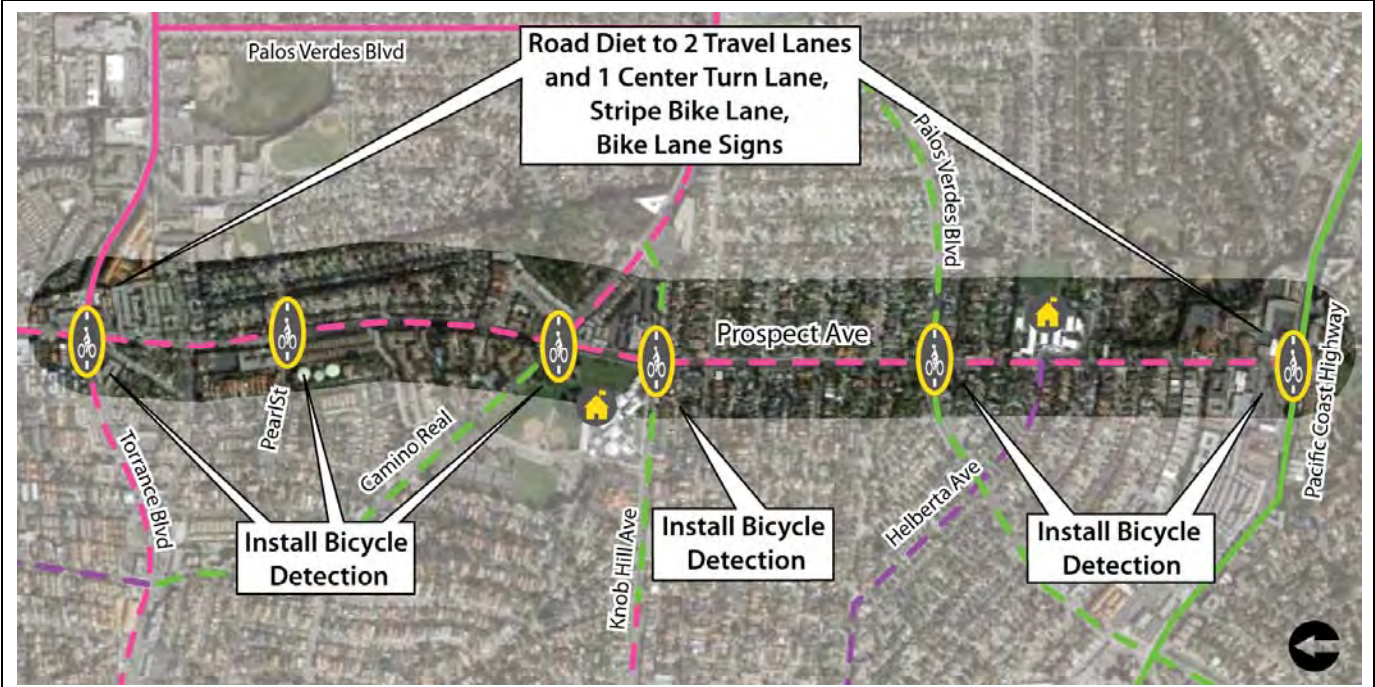 Palos Verdes Blvd
Road Diet to 2 Travel Lanes
and 1 Center Turn Lane,
Stripe Bike Lane,
Bike Lane Signs
Palos Verdes Blvd
Prospect Ave
PearlSt
Camino Real
Torrance Blvd
Knob Hill Ave
Helberta Ave
Pacific Coast Highway
Install Bicycle
Detection
Install Bicycle
Detection
Install Bicycle
Detection